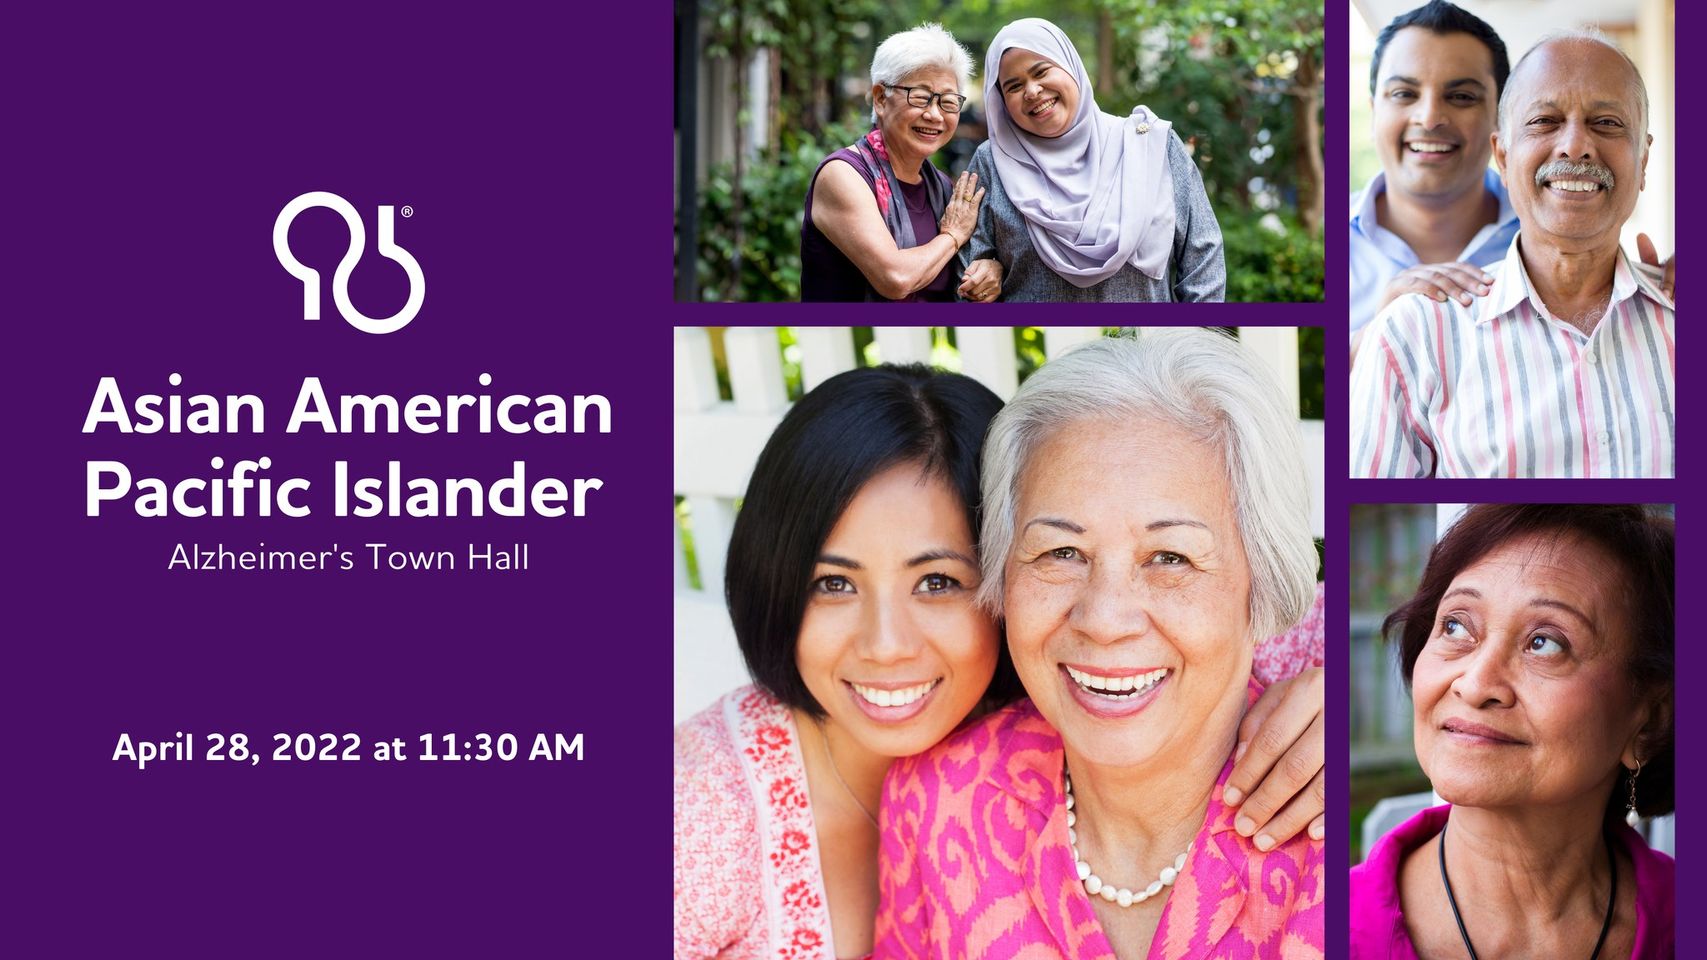 ®
Asian American
Pacific Islander
Alzheimer's Town Hall
April 28, 2022 at 11:30 AM